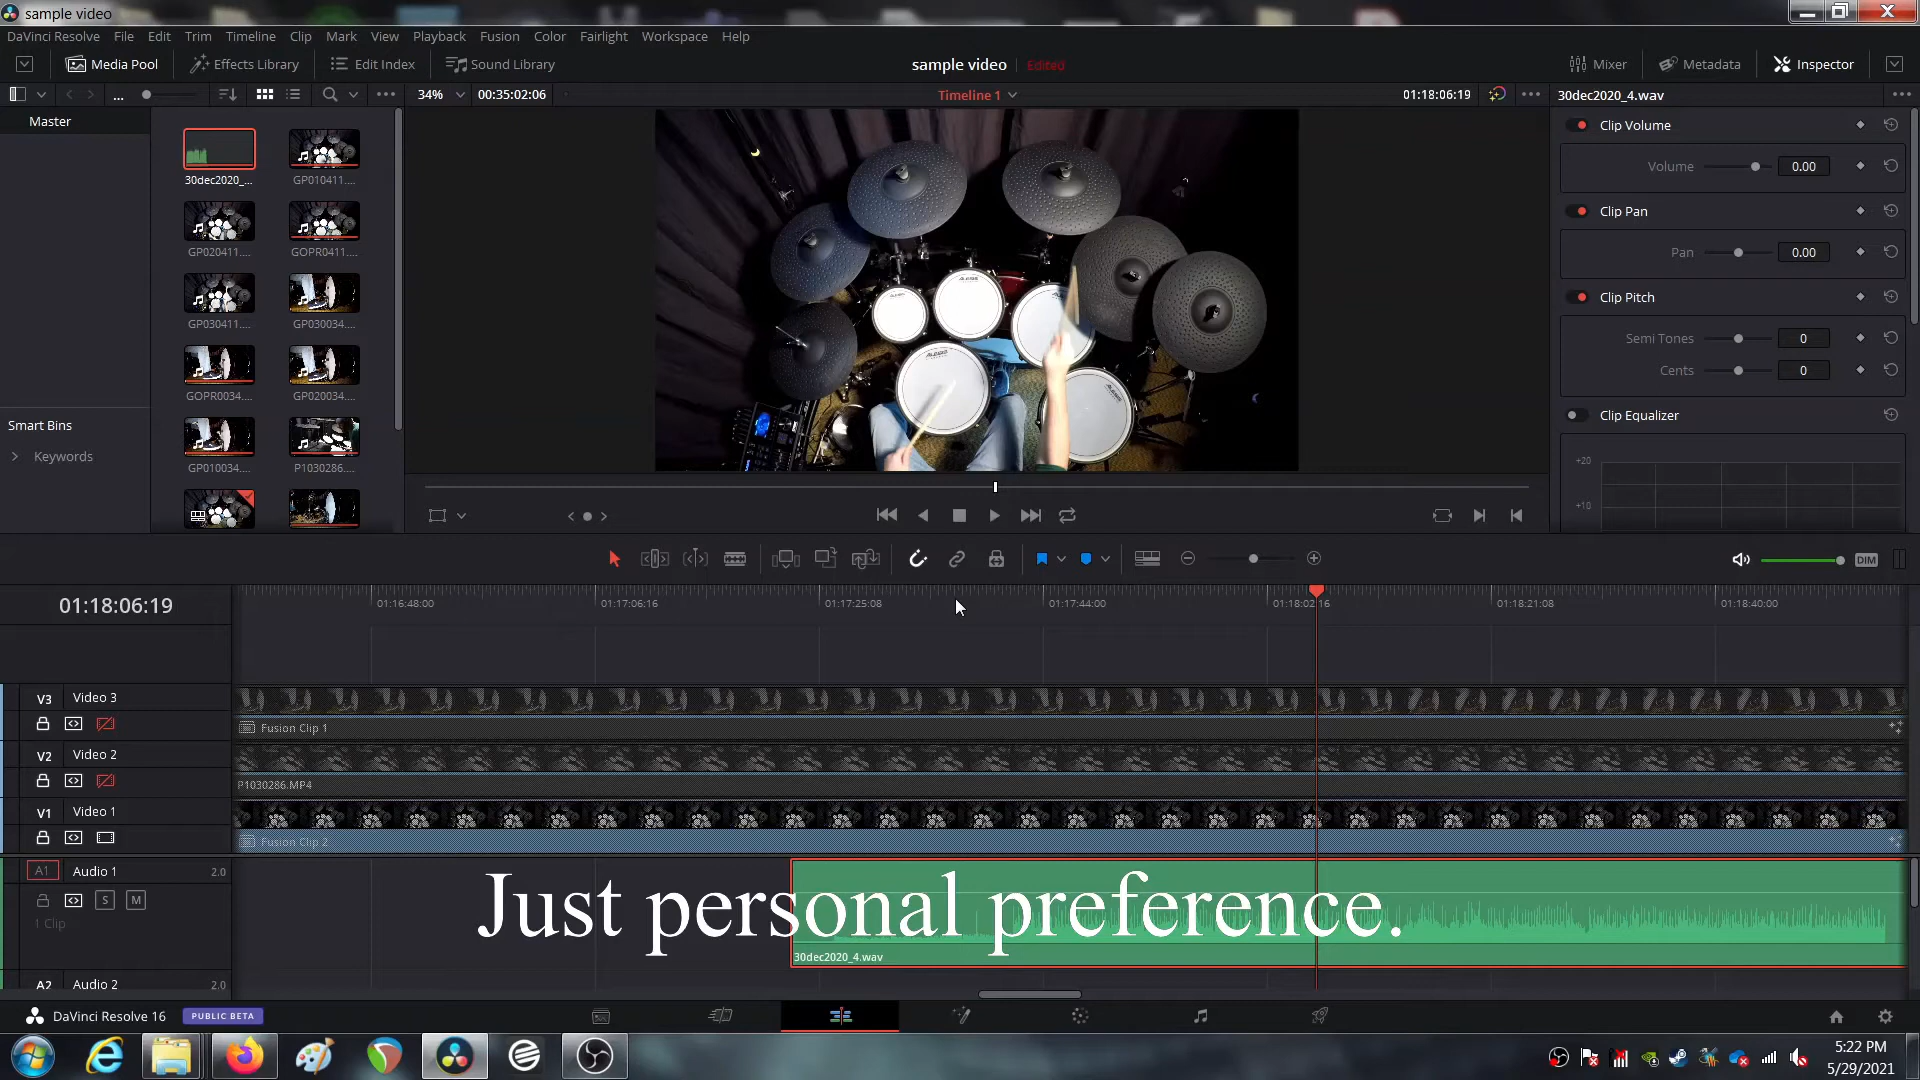 sample video
DaVinci Resolve File Edit Trim Timeline Clip Mark View Playback Fusion Color Fairlight Workspace Help
Media Pool Effects Library Edit Index Sound Library sample video Edited Mixer Metadata Inspector
... 34% 00:35:02:06 Timeline 1 01:18:06:19 30dec2020_4.wav
Master
30dec2020_... GP010411....
GP020411.... GOPR0411....
GP030411.... GP030034....
GOPR0034.... GP020034....
GP010034.... P1030286....
Smart Bins
Keywords
Clip Volume
Volume 0.00
Clip Pan
Pan 0.00
Clip Pitch
Semi Tones 0
Cents 0
Clip Equalizer
+20
+10
DIM
01:18:06:19 01:16:48:00 01:17:06:16 01:17:25:08 01:17:44:00 01:18:02:16 01:18:21:08 01:18:40:00
V3 Video 3
Fusion Clip 1
V2 Video 2
P1030286.MP4
V1 Video 1
Fusion Clip 2
A1 Audio 1 2.0
S M
1 Clip
Just personal preference.
30dec2020_4.wav
A2 Audio 2 2.0
DaVinci Resolve 16 PUBLIC BETA
5:22 PM
5/29/2021